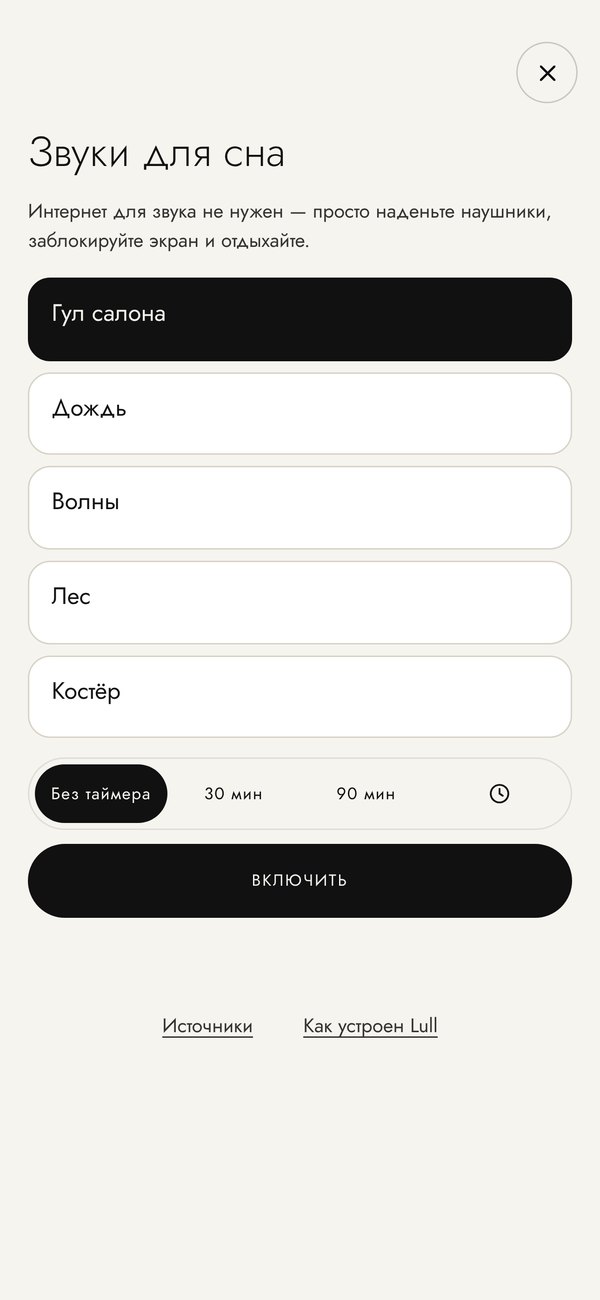 Звуки для сна
Интернет для звука не нужен — просто наденьте наушники,
заблокируйте экран и отдыхайте.
Гул салона
Дождь
Волны
Лес
Костёр
Без таймера
30 мин
90 мин
ВКЛЮЧИТЬ
Источники
Как устроен Lull